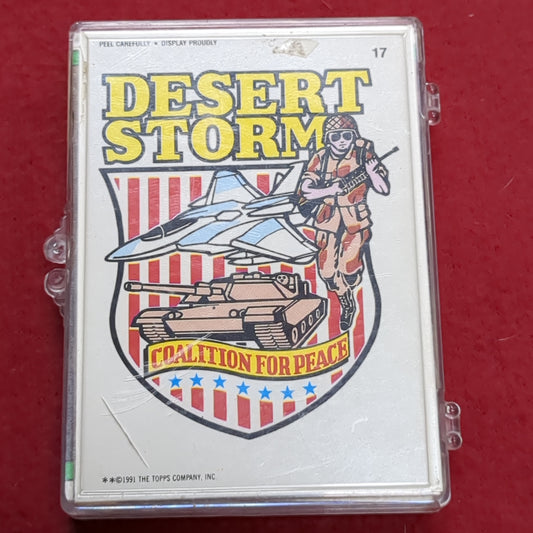 PEEL CAREFULLY • DISPLAY PROUDLY
17
DESERT
STORM
COALITION FOR PEACE
**©1991 THE TOPPS COMPANY, INC.